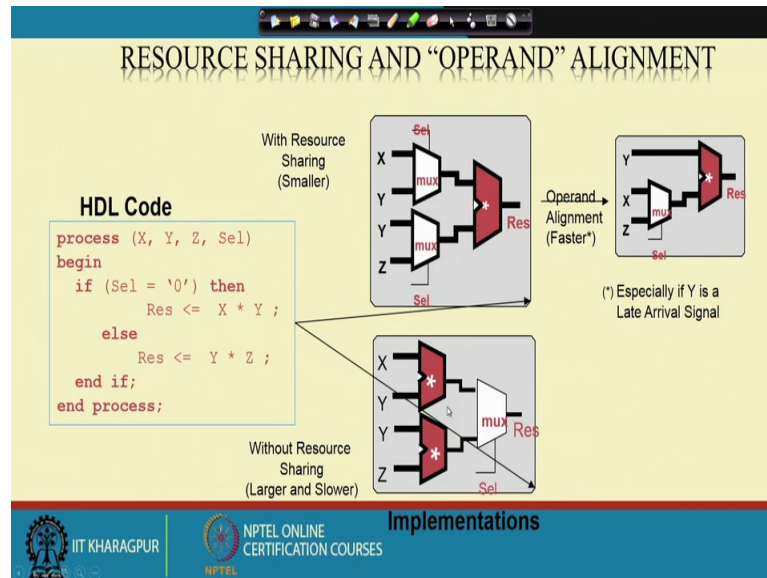 RESOURCE SHARING AND “OPERAND” ALIGNMENT
HDL Code
process (X, Y, Z, Sel)
begin
if (Sel = ‘0’) then
Res <= X * Y ;
else
Res <= Y * Z ;
end if;
end process;
With Resource
Sharing
(Smaller)
Sel
X
mux
Y
*
Y
Res
mux
Z
Sel
Operand
Alignment
(Faster*)
Y
*
X
Res
mux
Z
Sel
(*) Especially if Y is a
Late Arrival Signal
Without Resource
Sharing
(Larger and Slower)
X
*
Y
mux
Res
Y
*
Z
Sel
Implementations
IIT KHARAGPUR
NPTEL
NPTEL ONLINE
CERTIFICATION COURSES